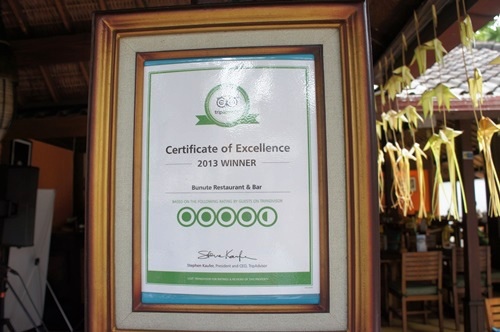 tripadvisor
Certificate of Excellence
2013 WINNER
Bunute Restaurant & Bar
BASED ON THE FOLLOWING RATING BY GUESTS ON TRIPADVISOR
Stephen Kaufer, President and CEO, TripAdvisor